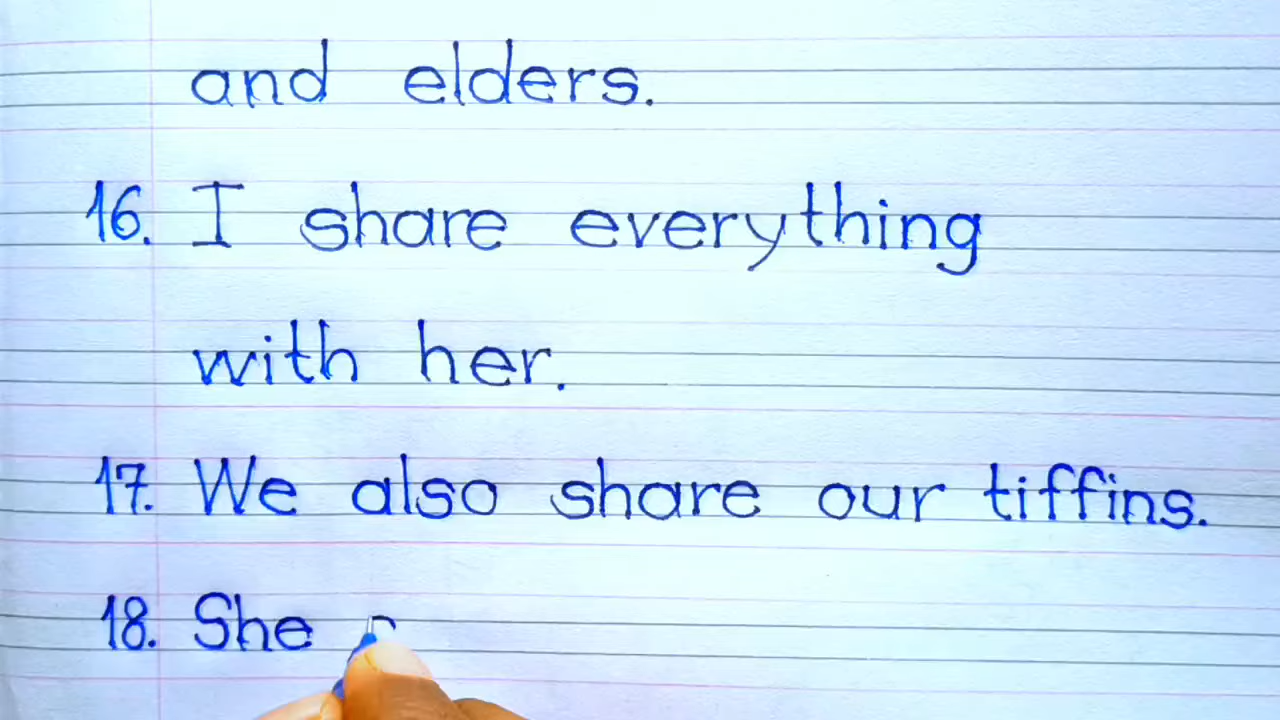 and elders.
16. I share everything
with her.
17. We also share our tiffins.
18. She